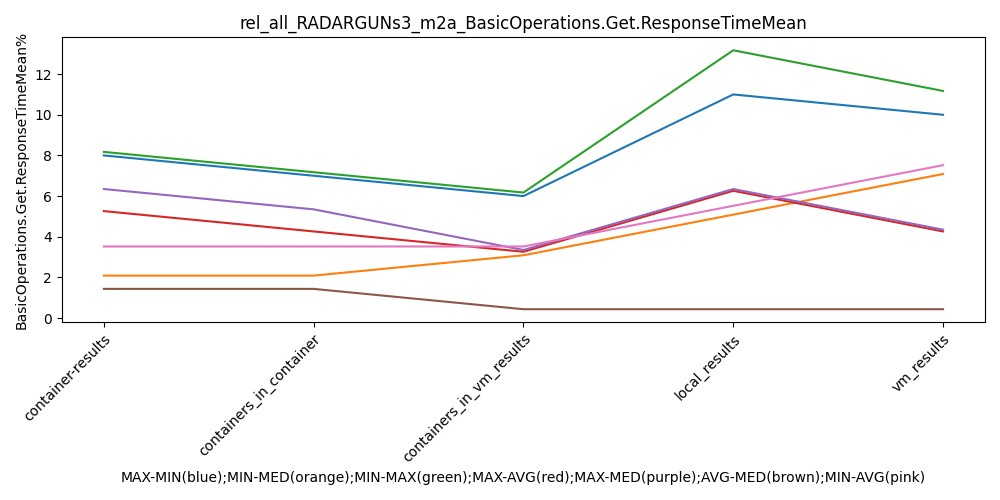 rel_all_RADARGUNs3_m2a_BasicOperations.Get.ResponseTimeMean
BasicOperations.Get.ResponseTimeMean%
12
10
8
6
4
2
0
container-results
containers_in_container
containers_in_vm_results
local_results
vm_results
MAX-MIN(blue);MIN-MED(orange);MIN-MAX(green);MAX-AVG(red);MAX-MED(purple);AVG-MED(brown);MIN-AVG(pink)